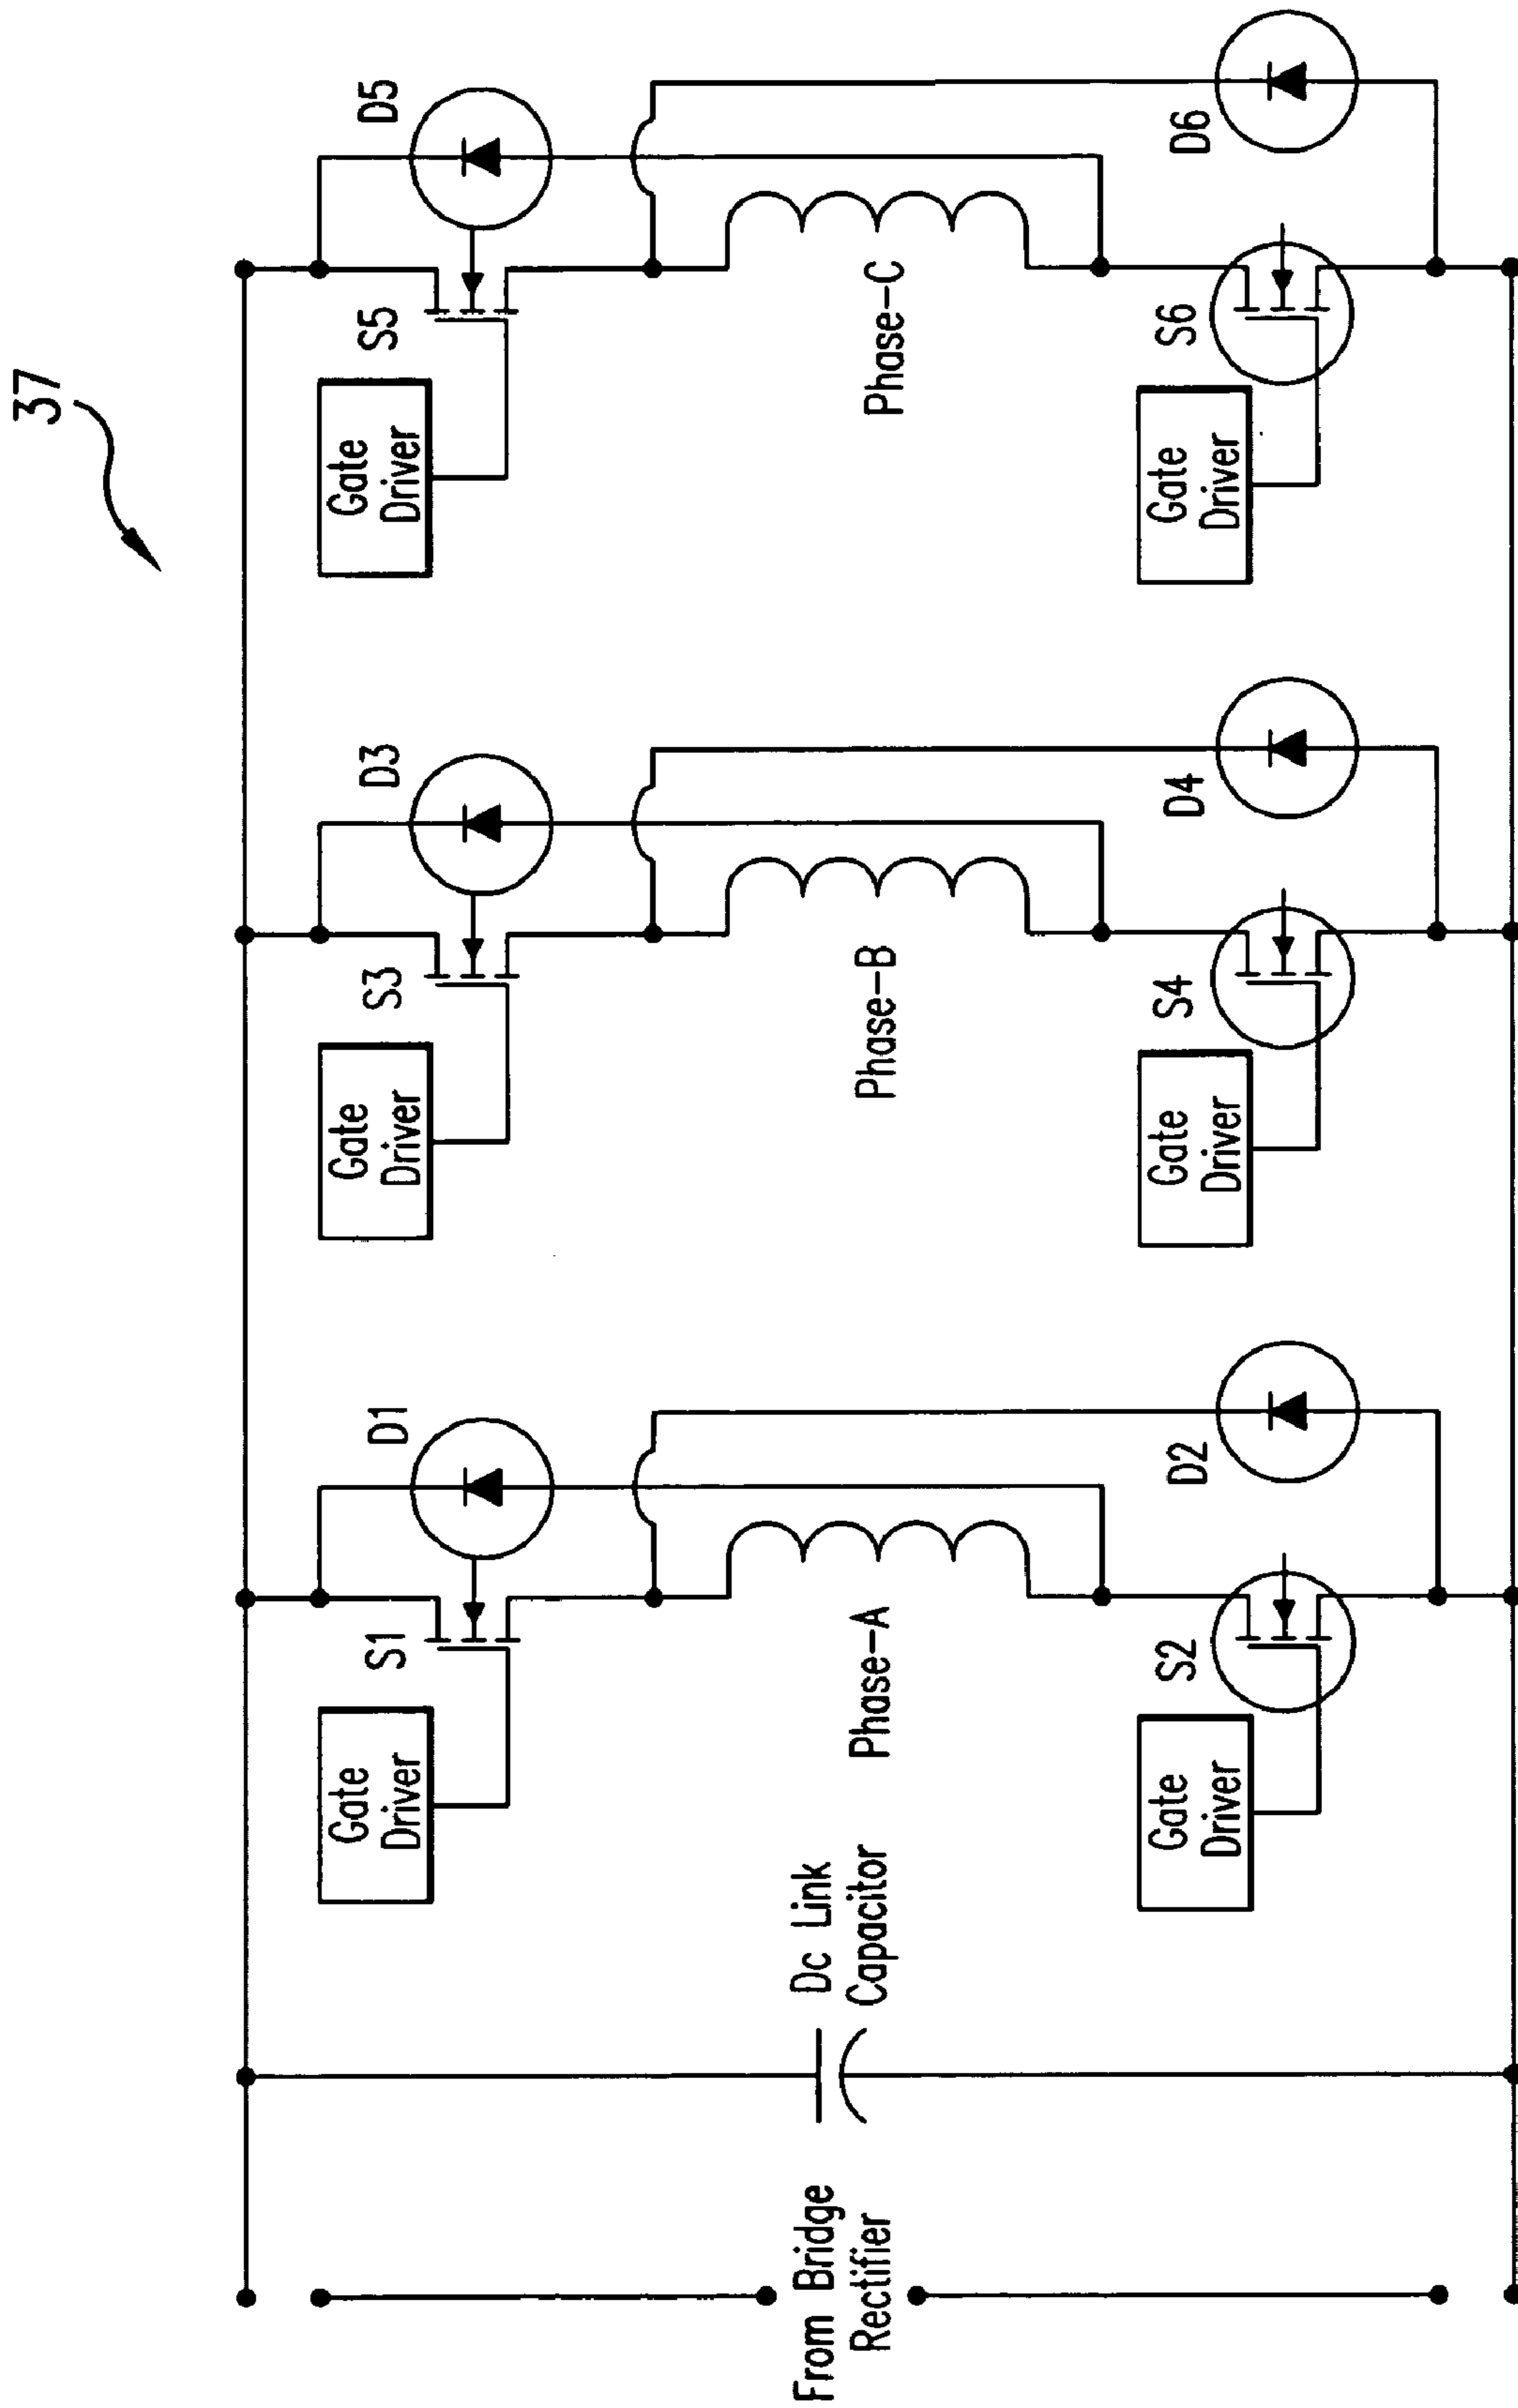 37
From Bridge
Rectifier
Dc Link
Capacitor
Gate
Driver
S1
D1
Phase-A
Gate
Driver
S2
D2
Gate
Driver
S3
D3
Phase-B
Gate
Driver
S4
D4
Gate
Driver
S5
D5
Phase-C
Gate
Driver
S6
D6